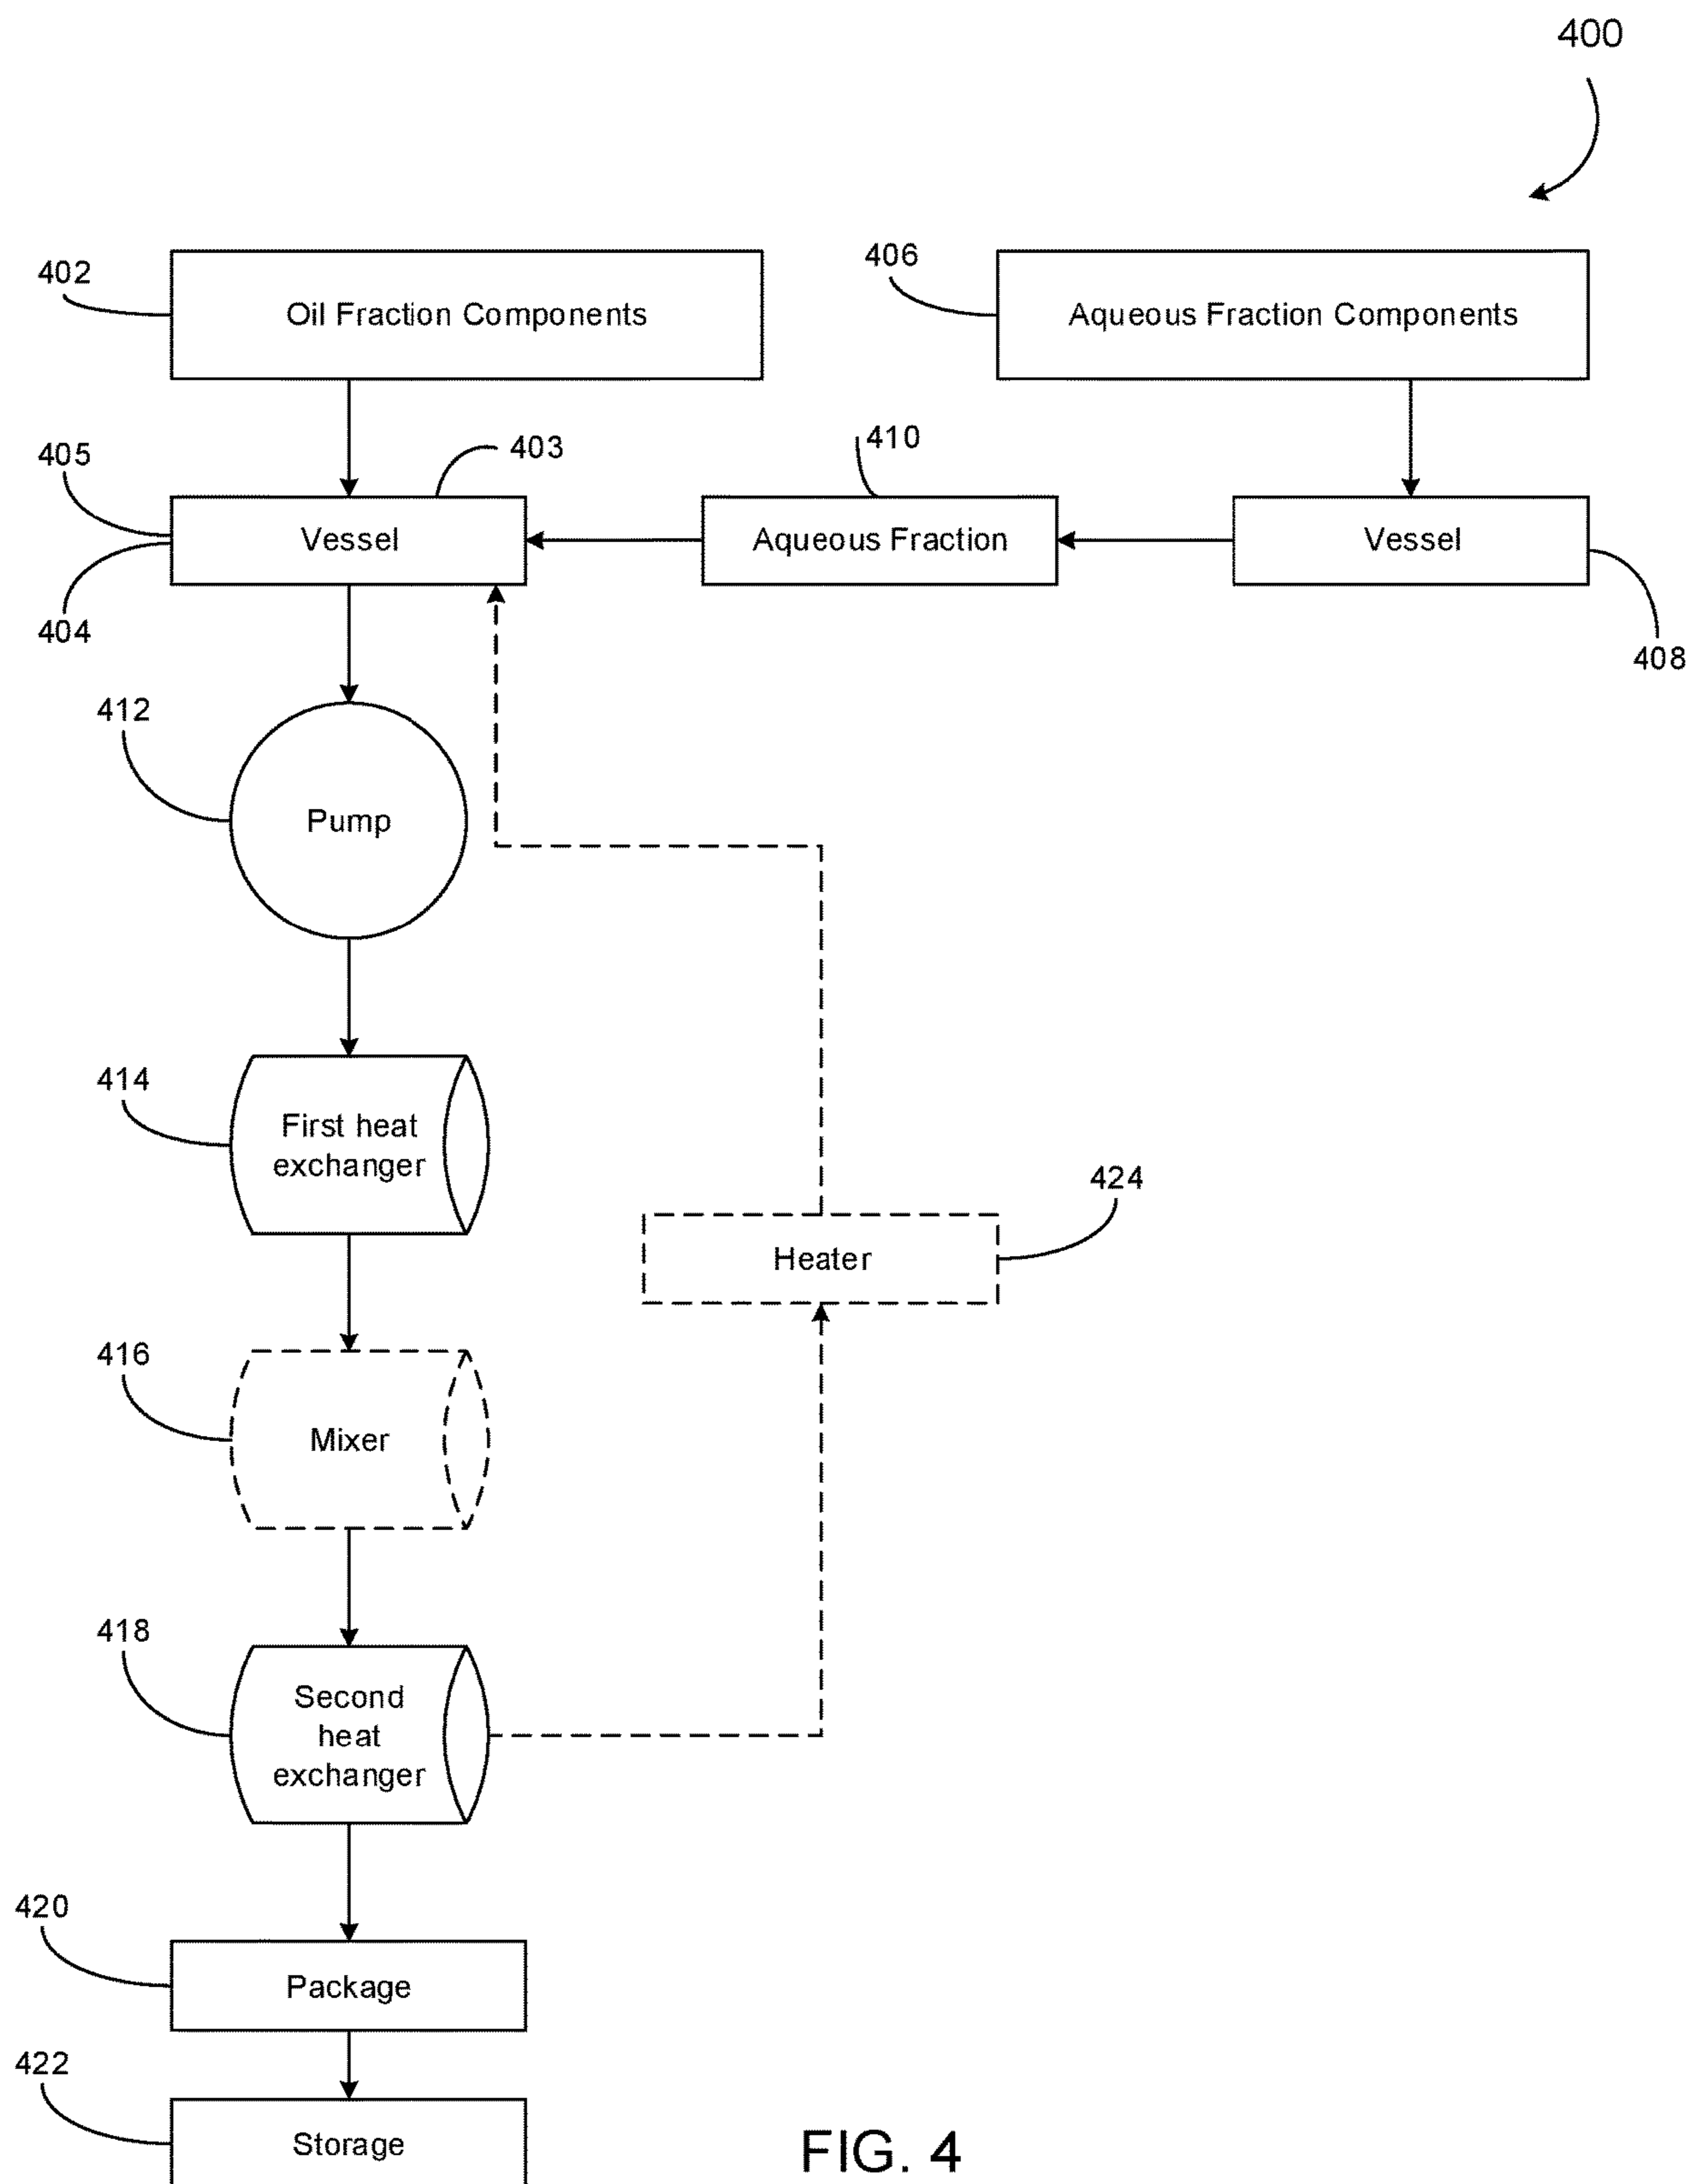 400
402
Oil Fraction Components
406
Aqueous Fraction Components
405
403
Vessel
404
410
Aqueous Fraction
Vessel
408
412
Pump
414
First heat
exchanger
424
Heater
416
Mixer
418
Second
heat
exchanger
420
Package
422
Storage
FIG. 4